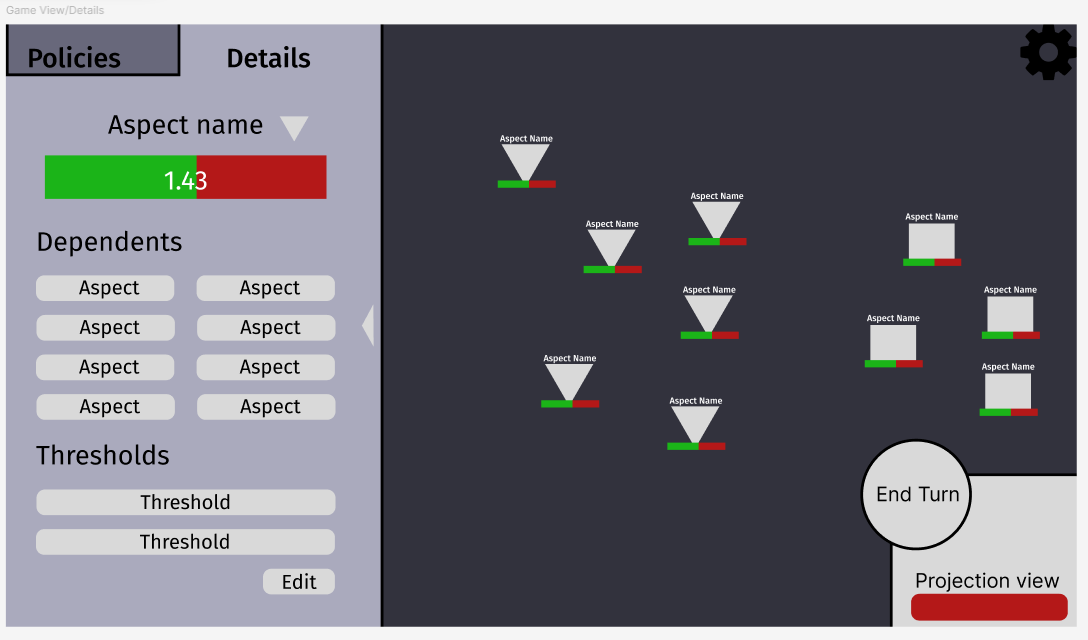 Game View/Details
Policies
Details
Aspect name
1.43
Dependents
Aspect Aspect
Aspect Aspect
Aspect Aspect
Aspect Aspect
Thresholds
Threshold
Threshold
Edit
Aspect Name
Aspect Name
Aspect Name
Aspect Name
Aspect Name
Aspect Name
Aspect Name
Aspect Name
Aspect Name
Aspect Name
End Turn
Projection view